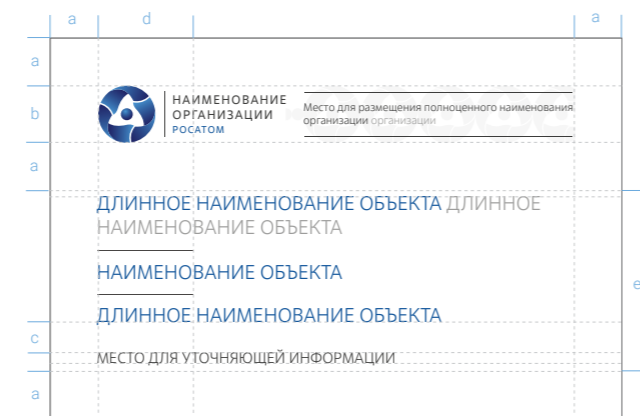 a d a
a
НАИМЕНОВАНИЕ
ОРГАНИЗАЦИИ
РОСАТОМ
Место для размещения полноценного наименования
организации организации
b
a
ДЛИННОЕ НАИМЕНОВАНИЕ ОБЪЕКТА ДЛИННОЕ
НАИМЕНОВАНИЕ ОБЪЕКТА
НАИМЕНОВАНИЕ ОБЪЕКТА
e
ДЛИННОЕ НАИМЕНОВАНИЕ ОБЪЕКТА
c
МЕСТО ДЛЯ УТОЧНЯЮЩЕЙ ИНФОРМАЦИИ
a